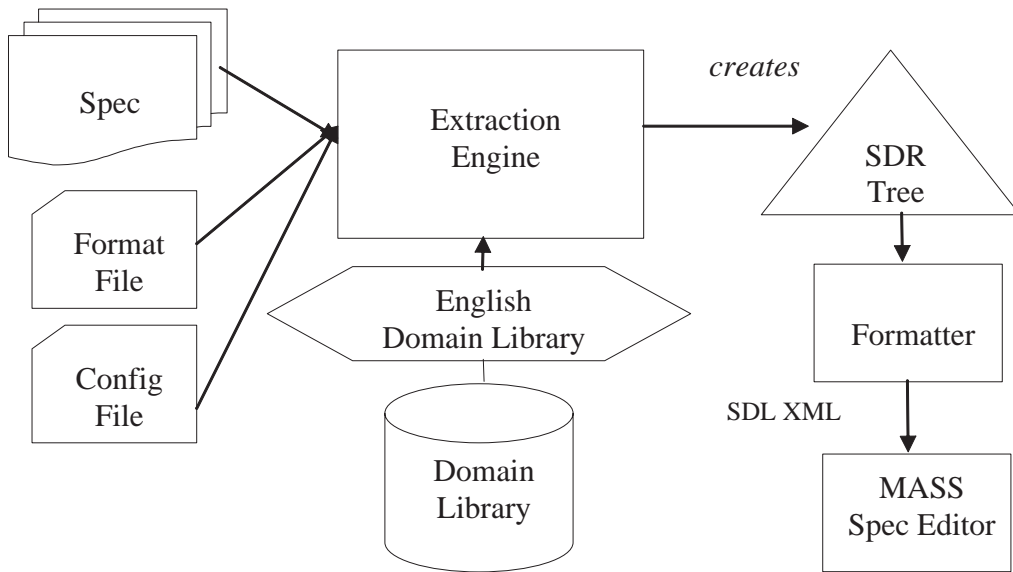 Spec
Format
File
Config
File
Extraction
Engine
English
Domain Library
Domain
Library
creates
SDR
Tree
Formatter
SDL XML
MASS
Spec Editor